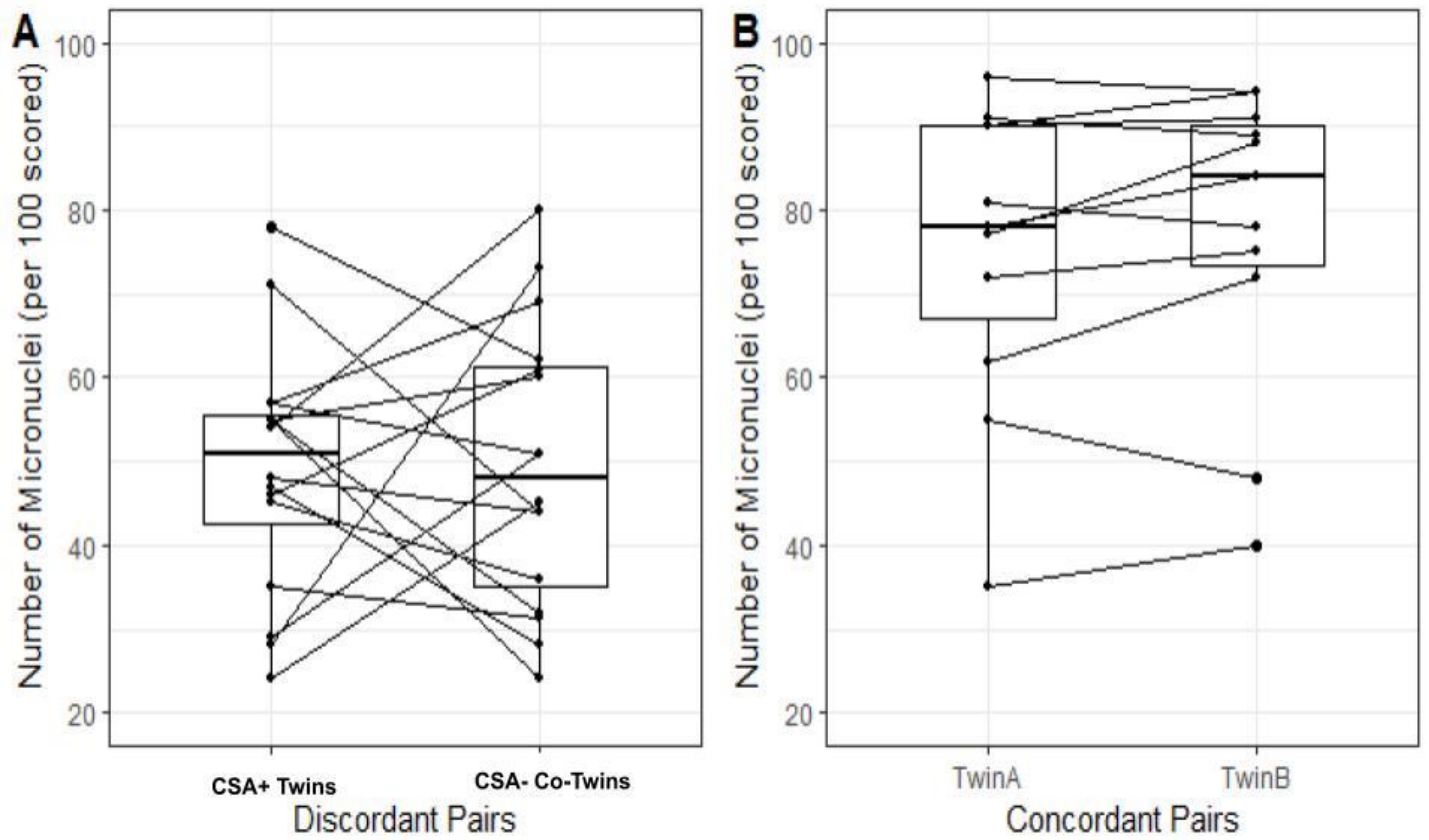 A
Number of Micronuclei (per 100 scored)
100
80
60
40
20
CSA+ Twins
CSA- Co-Twins
Discordant Pairs
B
Number of Micronuclei (per 100 scored)
100
80
60
40
20
TwinA
TwinB
Concordant Pairs